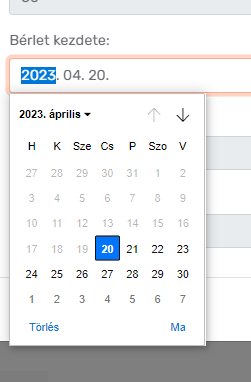 Bérlet kezdete:
2023. 04. 20.
2023. április
H K Sze Cs P Szo V
27 28 29 30 31 1 2
3 4 5 6 7 8 9
10 11 12 13 14 15 16
17 18 19 20 21 22 23
24 25 26 27 28 29 30
1 2 3 4 5 6 7
Törlés Ma